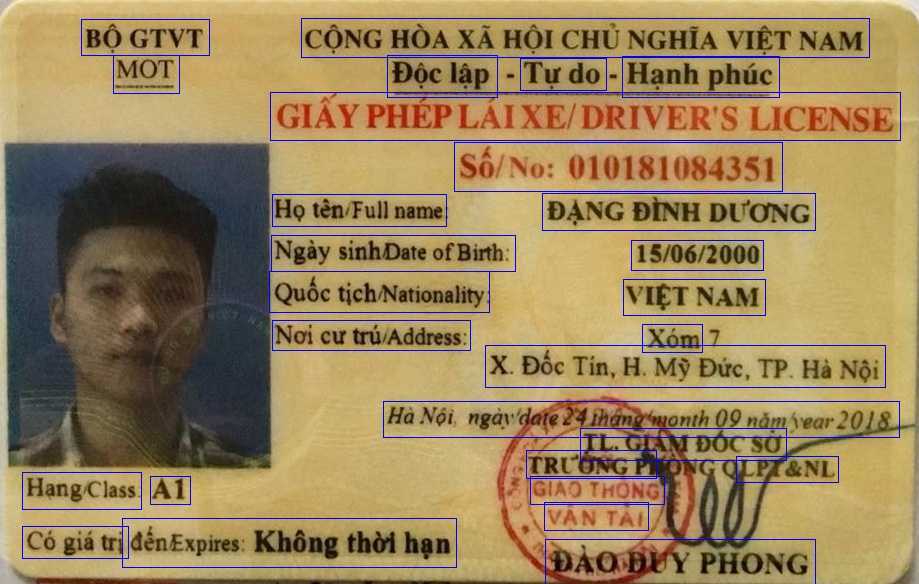 BỘ GTVT
MOT
CỘNG HÒA XÃ HỘI CHỦ NGHĨA VIỆT NAM
Độc lập - Tự do - Hạnh phúc
GIẤY PHÉP LÁI XE/ DRIVER'S LICENSE
Số/No: 010181084351
Họ tên/Full name: ĐẶNG ĐÌNH DƯƠNG
Ngày sinh/Date of Birth: 15/06/2000
Quốc tịch/Nationality: VIỆT NAM
Nơi cư trú/Address: Xóm 7
X. Đốc Tín, H. Mỹ Đức, TP. Hà Nội
Hà Nội, ngày/date 24 tháng/month 09 năm/year 2018
TL. GIÁM ĐỐC SỞ
TRƯỞNG PHÒNG QLPT&NL
GIAO THÔNG
VẬN TẢI
ĐÀO DUY PHONG
Hạng/Class: A1
Có giá trị đến/Expires: Không thời hạn